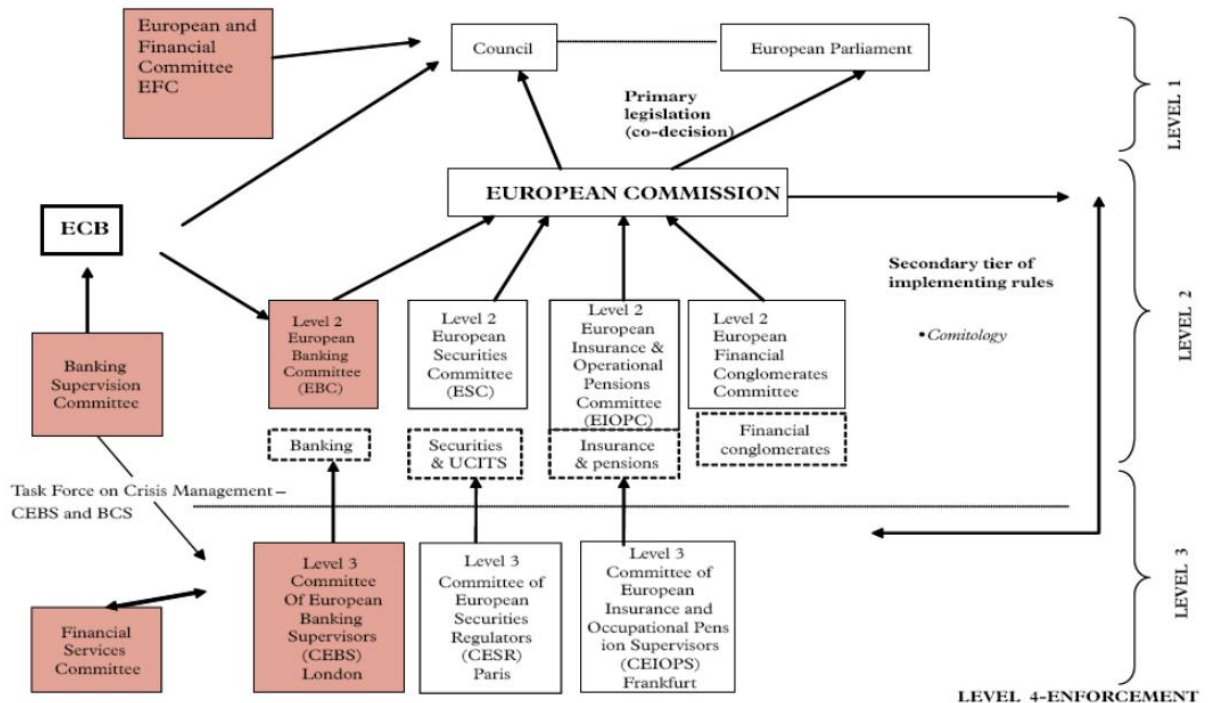 European and
Financial
Committee
EFC
Council
European Parliament
Primary
legislation
(co-decision)
LEVEL 1
EUROPEAN COMMISSION
ECB
Secondary tier of
implementing rules
•Comitology
LEVEL 2
Banking
Supervision
Committee
Level 2
European
Banking
Committee
(EBC)
Level 2
European
Securities
Committee
(ESC)
Level 2
European
Insurance &
Operational
Pensions
Committee
(EIOPC)
Level 2
European
Financial
Conglomerates
Committee
Banking
Securities
& UCITS
Insurance
& pensions
Financial
conglomerates
Task Force on Crisis Management–
CEBS and BCS
Financial
Services
Committee
Level 3
Committee
Of European
Banking
Supervisors
(CEBS)
London
Level 3
Committee of
European
Securities
Regulators
(CESR)
Paris
Level 3
Committee of
European
Insurance and
Occupational Pens
ion Supervisors
(CEIOPS)
Frankfurt
LEVEL 3
LEVEL 4-ENFORCEMENT